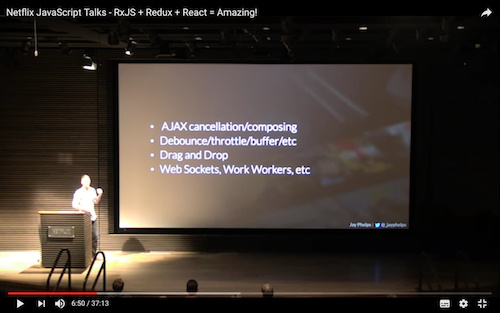 Netflix JavaScript Talks - RxJS + Redux + React = Amazing!
• AJAX cancellation/composing
• Debounce/throttle/buffer/etc
• Drag and Drop
• Web Sockets, Work Workers, etc
Jay Phelps | @_jayphelps
6:50 / 37:13